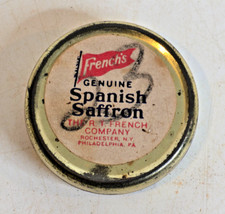 French's
GENUINE
Spanish
Saffron
THE R.T. FRENCH
COMPANY
ROCHESTER, N.Y.
PHILADELPHIA, PA.